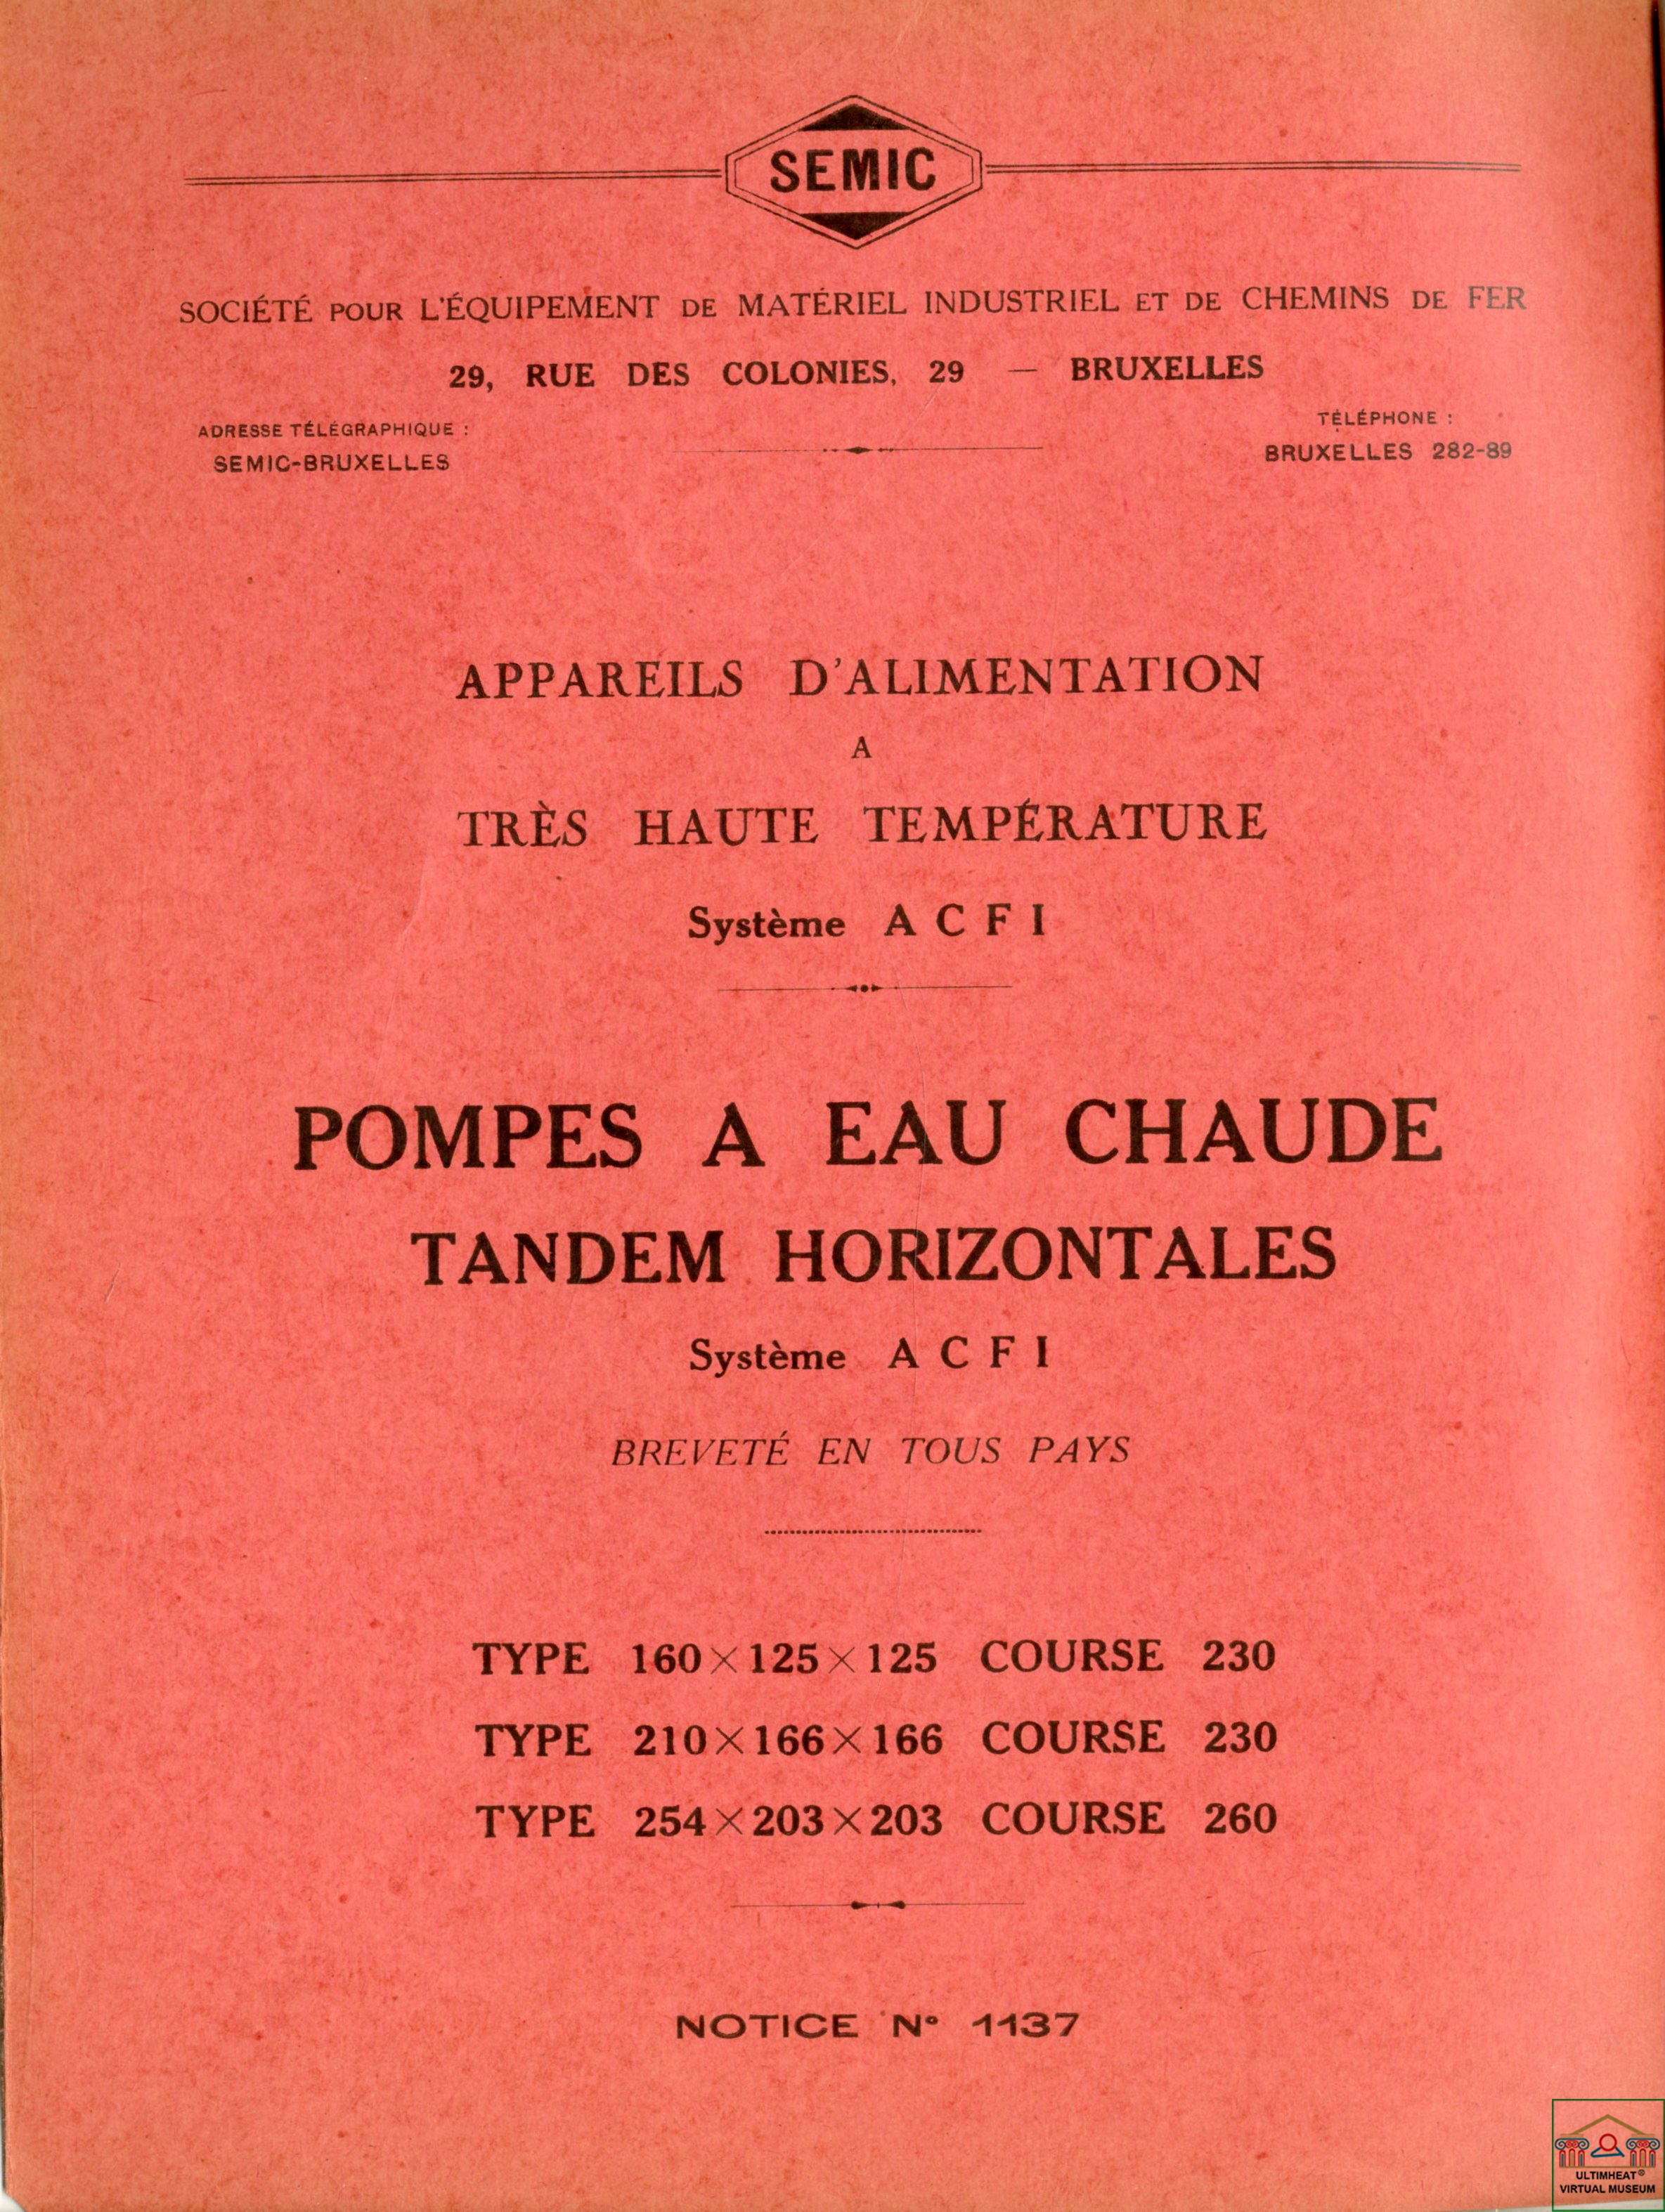 SEMIC
SOCIÉTÉ POUR L'ÉQUIPEMENT DE MATÉRIEL INDUSTRIEL ET DE CHEMINS DE FER
29, RUE DES COLONIES, 29 — BRUXELLES
ADRESSE TÉLÉGRAPHIQUE :
SEMIC-BRUXELLES
TÉLÉPHONE :
BRUXELLES 282-89
APPAREILS D'ALIMENTATION
A
TRÈS HAUTE TEMPÉRATURE
Système A C F I
POMPES A EAU CHAUDE
TANDEM HORIZONTALES
Système A C F I
BREVETÉ EN TOUS PAYS
TYPE 160×125×125 COURSE 230
TYPE 210×166×166 COURSE 230
TYPE 254×203×203 COURSE 260
NOTICE N° 1137
ULTIMHEAT®
VIRTUAL MUSEUM